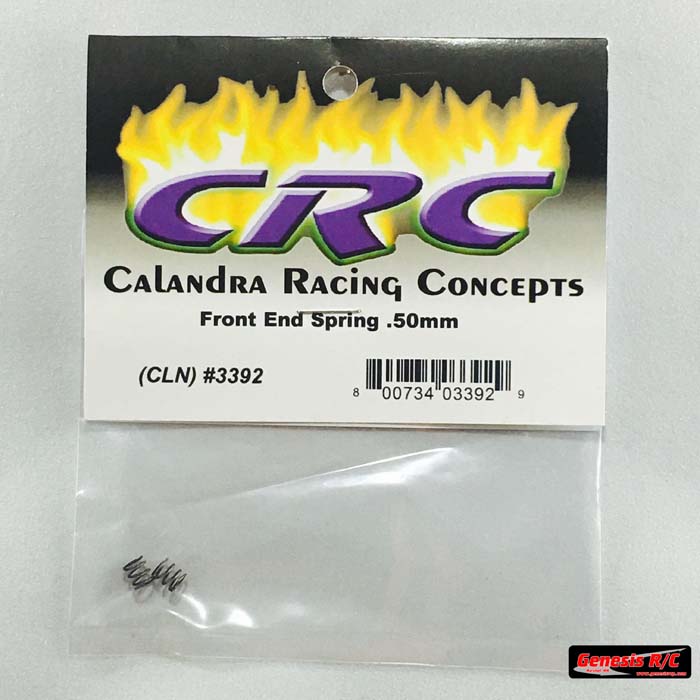 CRC
Calandra Racing Concepts
Front End Spring .50mm
(CLN) #3392
8 00734 03392 9
Genesis R/C